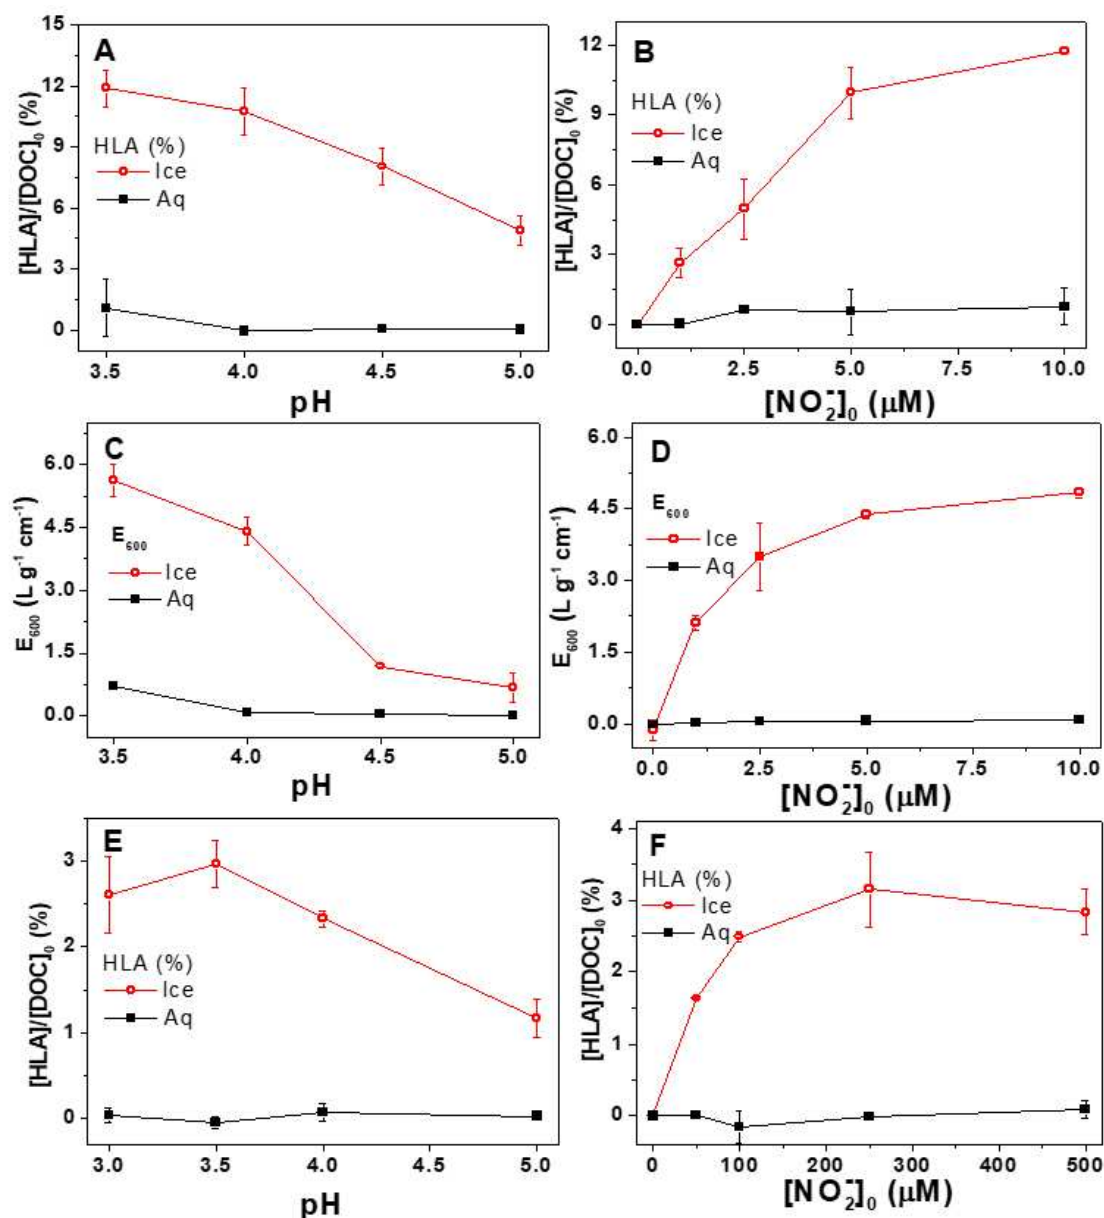 A
[HLA]/[DOC]₀ (%)
15
12
9
6
3
0
HLA (%)
Ice
Aq
3.5 4.0 4.5 5.0
pH
B
[HLA]/[DOC]₀ (%)
12
9
6
3
0
HLA (%)
Ice
Aq
0.0 2.5 5.0 7.5 10.0
[NO₂⁻]₀ (μM)
C
E₆₀₀ (L g⁻¹ cm⁻¹)
6.0
4.5
3.0
1.5
0.0
E₆₀₀
Ice
Aq
3.5 4.0 4.5 5.0
pH
D
E₆₀₀ (L g⁻¹ cm⁻¹)
6.0
4.5
3.0
1.5
0.0
E₆₀₀
Ice
Aq
0.0 2.5 5.0 7.5 10.0
[NO₂⁻]₀ (μM)
E
[HLA]/[DOC]₀ (%)
3
2
1
0
HLA (%)
Ice
Aq
3.0 3.5 4.0 4.5 5.0
pH
F
[HLA]/[DOC]₀ (%)
4
3
2
1
0
HLA (%)
Ice
Aq
0 100 200 300 400 500
[NO₂⁻]₀ (μM)